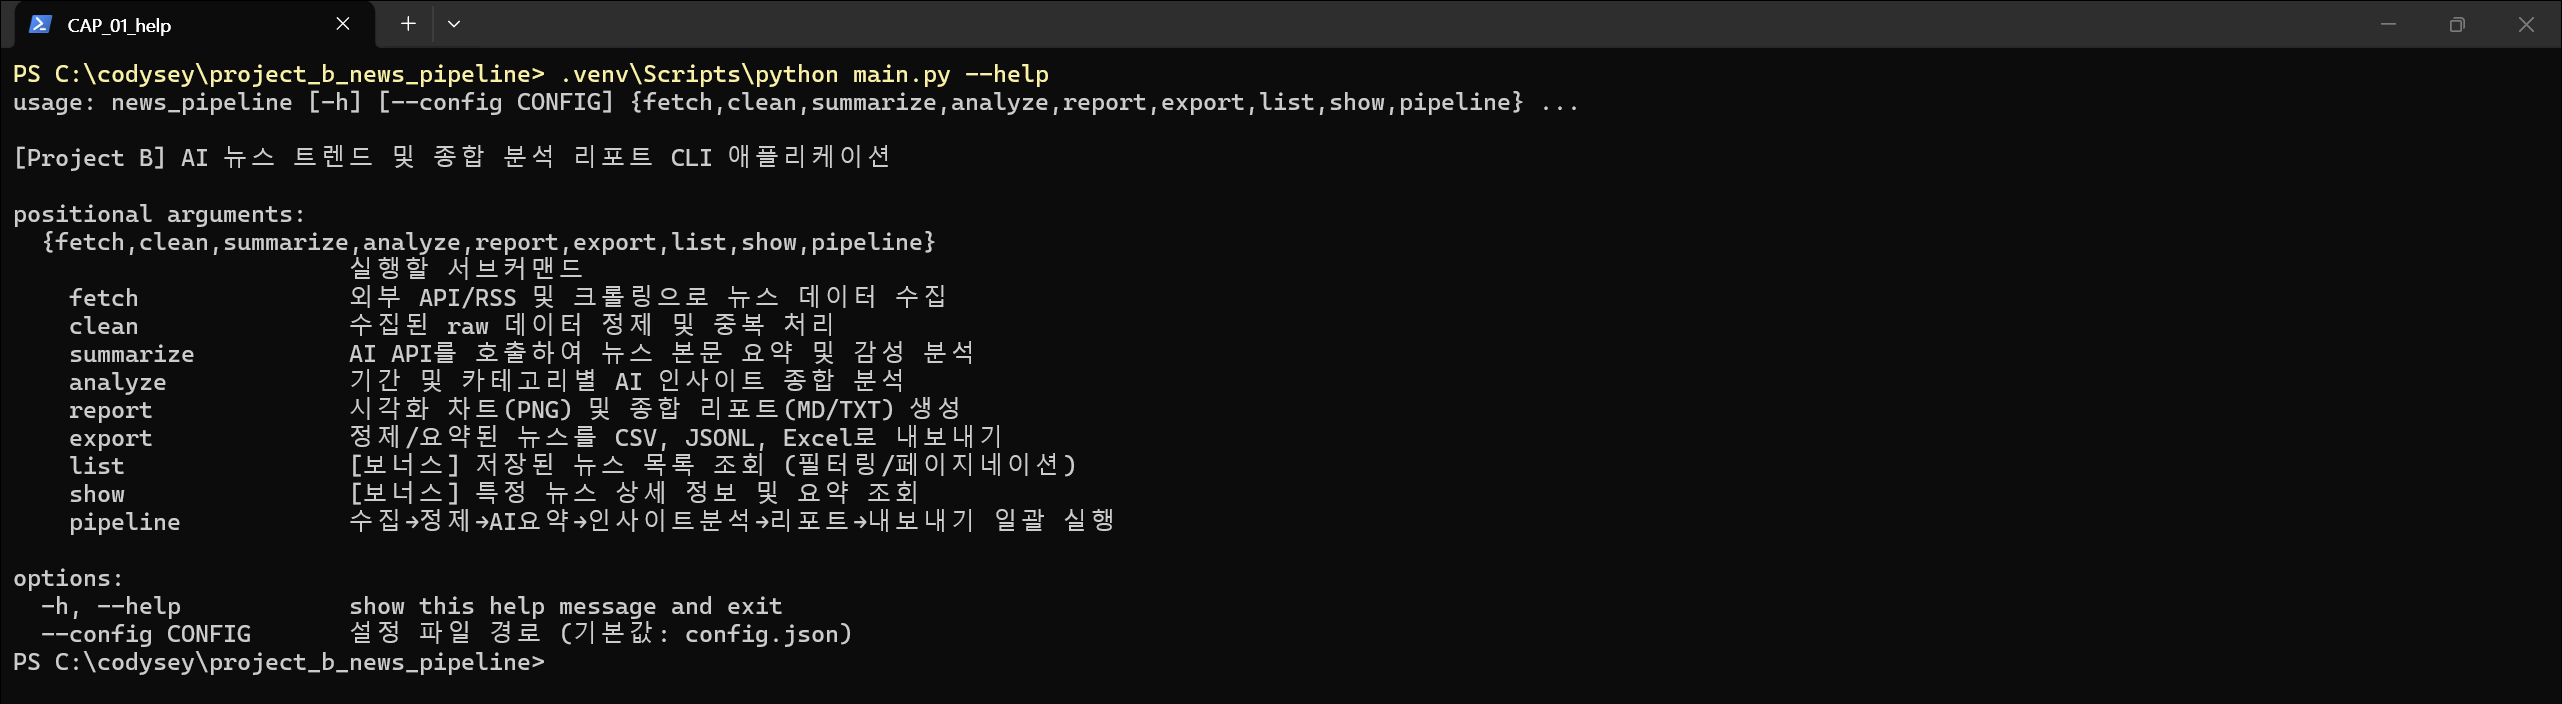 CAP_01_help
PS C:\codysey\project_b_news_pipeline> .venv\Scripts\python main.py --help
usage: news_pipeline [-h] [--config CONFIG] {fetch,clean,summarize,analyze,report,export,list,show,pipeline} ...
[Project B] AI 뉴스 트렌드 및 종합 분석 리포트 CLI 애플리케이션
positional arguments:
{fetch,clean,summarize,analyze,report,export,list,show,pipeline}
실행할 서브커맨드
fetch 외부 API/RSS 및 크롤링으로 뉴스 데이터 수집
clean 수집된 raw 데이터 정제 및 중복 처리
summarize AI API를 호출하여 뉴스 본문 요약 및 감성 분석
analyze 기간 및 카테고리별 AI 인사이트 종합 분석
report 시각화 차트(PNG) 및 종합 리포트(MD/TXT) 생성
export 정제/요약된 뉴스를 CSV, JSONL, Excel로 내보내기
list [보너스] 저장된 뉴스 목록 조회 (필터링/페이지네이션)
show [보너스] 특정 뉴스 상세 정보 및 요약 조회
pipeline 수집→정제→AI요약→인사이트분석→리포트→내보내기 일괄 실행
options:
-h, --help show this help message and exit
--config CONFIG 설정 파일 경로 (기본값: config.json)
PS C:\codysey\project_b_news_pipeline>